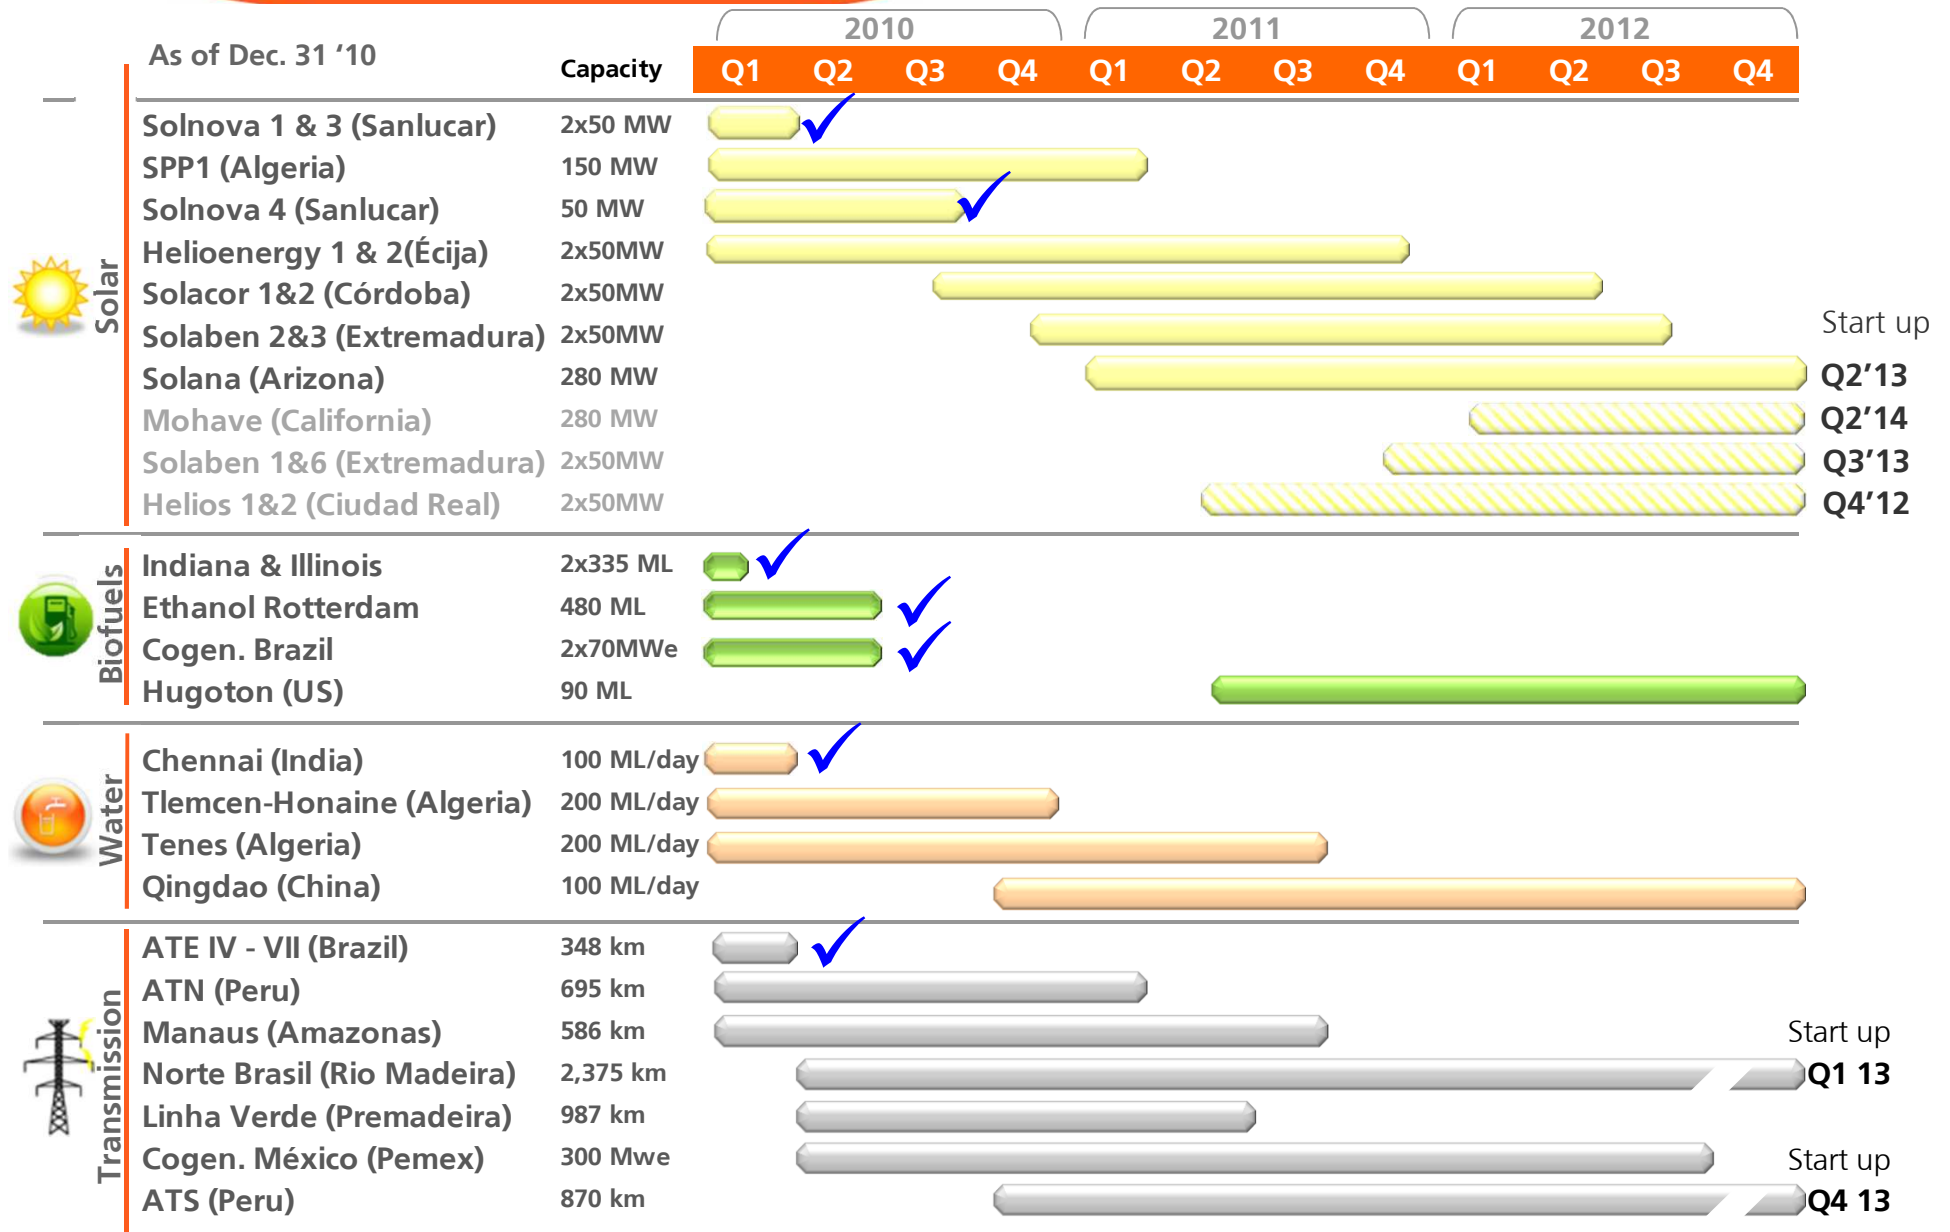 2010 2011 2012
As of Dec. 31 ‘10 Capacity Q1 Q2 Q3 Q4 Q1 Q2 Q3 Q4 Q1 Q2 Q3 Q4
Solar
Solnova 1 & 3 (Sanlucar) 2x50 MW
SPP1 (Algeria) 150 MW
Solnova 4 (Sanlucar) 50 MW
Helioenergy 1 & 2(Écija) 2x50MW
Solacor 1&2 (Córdoba) 2x50MW
Solaben 2&3 (Extremadura) 2x50MW Start up
Solana (Arizona) 280 MW Q2’13
Mohave (California) 280 MW Q2’14
Solaben 1&6 (Extremadura) 2x50MW Q3’13
Helios 1&2 (Ciudad Real) 2x50MW Q4’12
Biofuels
Indiana & Illinois 2x335 ML
Ethanol Rotterdam 480 ML
Cogen. Brazil 2x70MWe
Hugoton (US) 90 ML
Water
Chennai (India) 100 ML/day
Tlemcen-Honaine (Algeria) 200 ML/day
Tenes (Algeria) 200 ML/day
Qingdao (China) 100 ML/day
Transmission
ATE IV - VII (Brazil) 348 km
ATN (Peru) 695 km
Manaus (Amazonas) 586 km Start up
Norte Brasil (Rio Madeira) 2,375 km Q1 13
Linha Verde (Premadeira) 987 km
Cogen. México (Pemex) 300 Mwe Start up
ATS (Peru) 870 km Q4 13